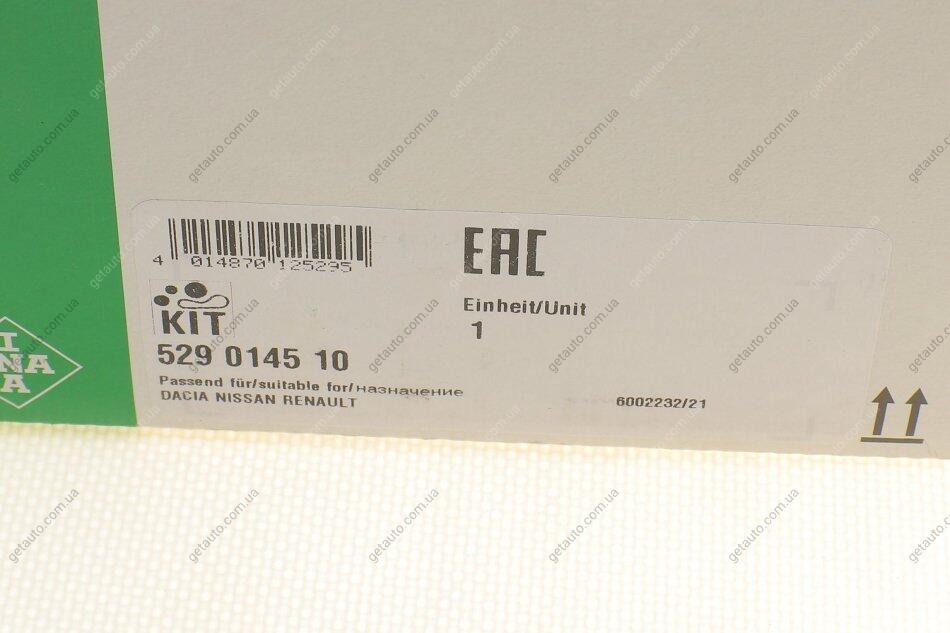 EAC
4 014870 125295
Einheit/Unit
1
KIT
529 0145 10
Passend für/suitable for/назначение
DACIA NISSAN RENAULT
6002232/21
I
INA
A
getauto.com.ua